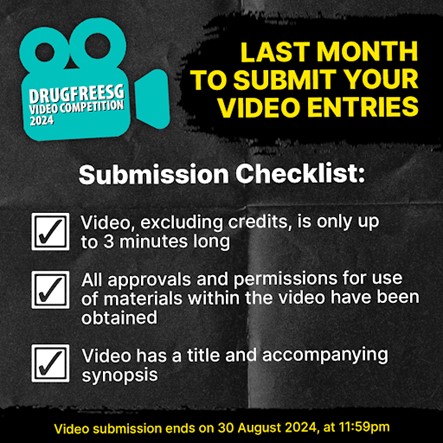 DRUGFREESG
VIDEO COMPETITION
2024
LAST MONTH
TO SUBMIT YOUR
VIDEO ENTRIES
Submission Checklist:
Video, excluding credits, is only up
to 3 minutes long
All approvals and permissions for use
of materials within the video have been
obtained
Video has a title and accompanying
synopsis
Video submission ends on 30 August 2024, at 11:59pm